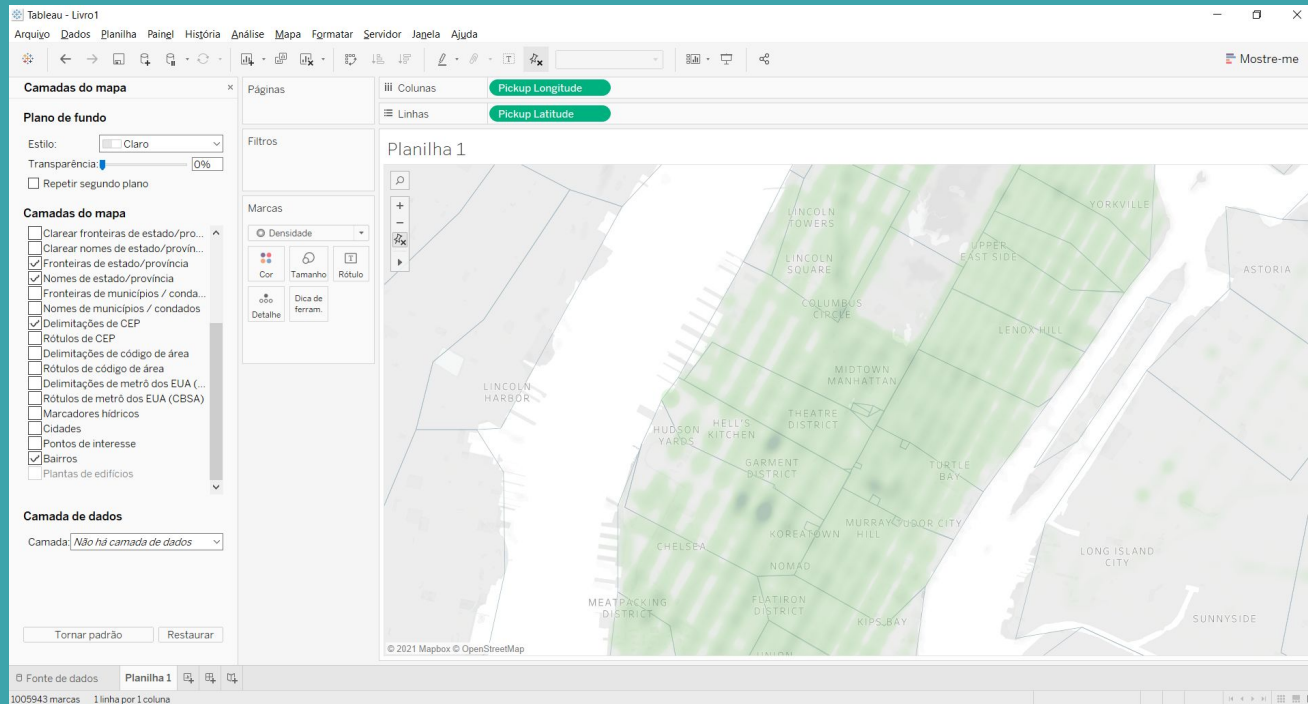 Tableau - Livro1
Arquivo Dados Planilha Painel História Análise Mapa Formatar Servidor Janela Ajuda
Mostre-me
Camadas do mapa
Plano de fundo
Estilo: Claro
Transparência: 0%
Repetir segundo plano
Camadas do mapa
Clarear fronteiras de estado/pro...
Clarear nomes de estado/provín...
Fronteiras de estado/província
Nomes de estado/província
Fronteiras de municípios / conda...
Nomes de municípios / condados
Delimitações de CEP
Rótulos de CEP
Delimitações de código de área
Rótulos de código de área
Delimitações de metrô dos EUA (...
Rótulos de metrô dos EUA (CBSA)
Marcadores hídricos
Cidades
Pontos de interesse
Bairros
Plantas de edifícios
Camada de dados
Camada: Não há camada de dados
Tornar padrão Restaurar
Páginas
Filtros
Marcas
Densidade
Cor Tamanho Rótulo
Detalhe Dica de
ferram.
Colunas Pickup Longitude
Linhas Pickup Latitude
Planilha 1
LINCOLN
TOWERS
YORKVILLE
UPPER
EAST SIDE
LINCOLN
SQUARE
ASTORIA
COLUMBUS
CIRCLE
LENOX HILL
MIDTOWN
MANHATTAN
LINCOLN
HARBOR
THEATRE
DISTRICT
HELL'S
KITCHEN
HUDSON
YARDS
GARMENT
DISTRICT
TURTLE
BAY
MURRAY
HILL
TUDOR CITY
KOREATOWN
CHELSEA
LONG ISLAND
CITY
NOMAD
MEATPACKING
DISTRICT
FLATIRON
DISTRICT
KIPS BAY
SUNNYSIDE
UNION
© 2021 Mapbox © OpenStreetMap
Fonte de dados Planilha 1
1005943 marcas 1 linha por 1 coluna